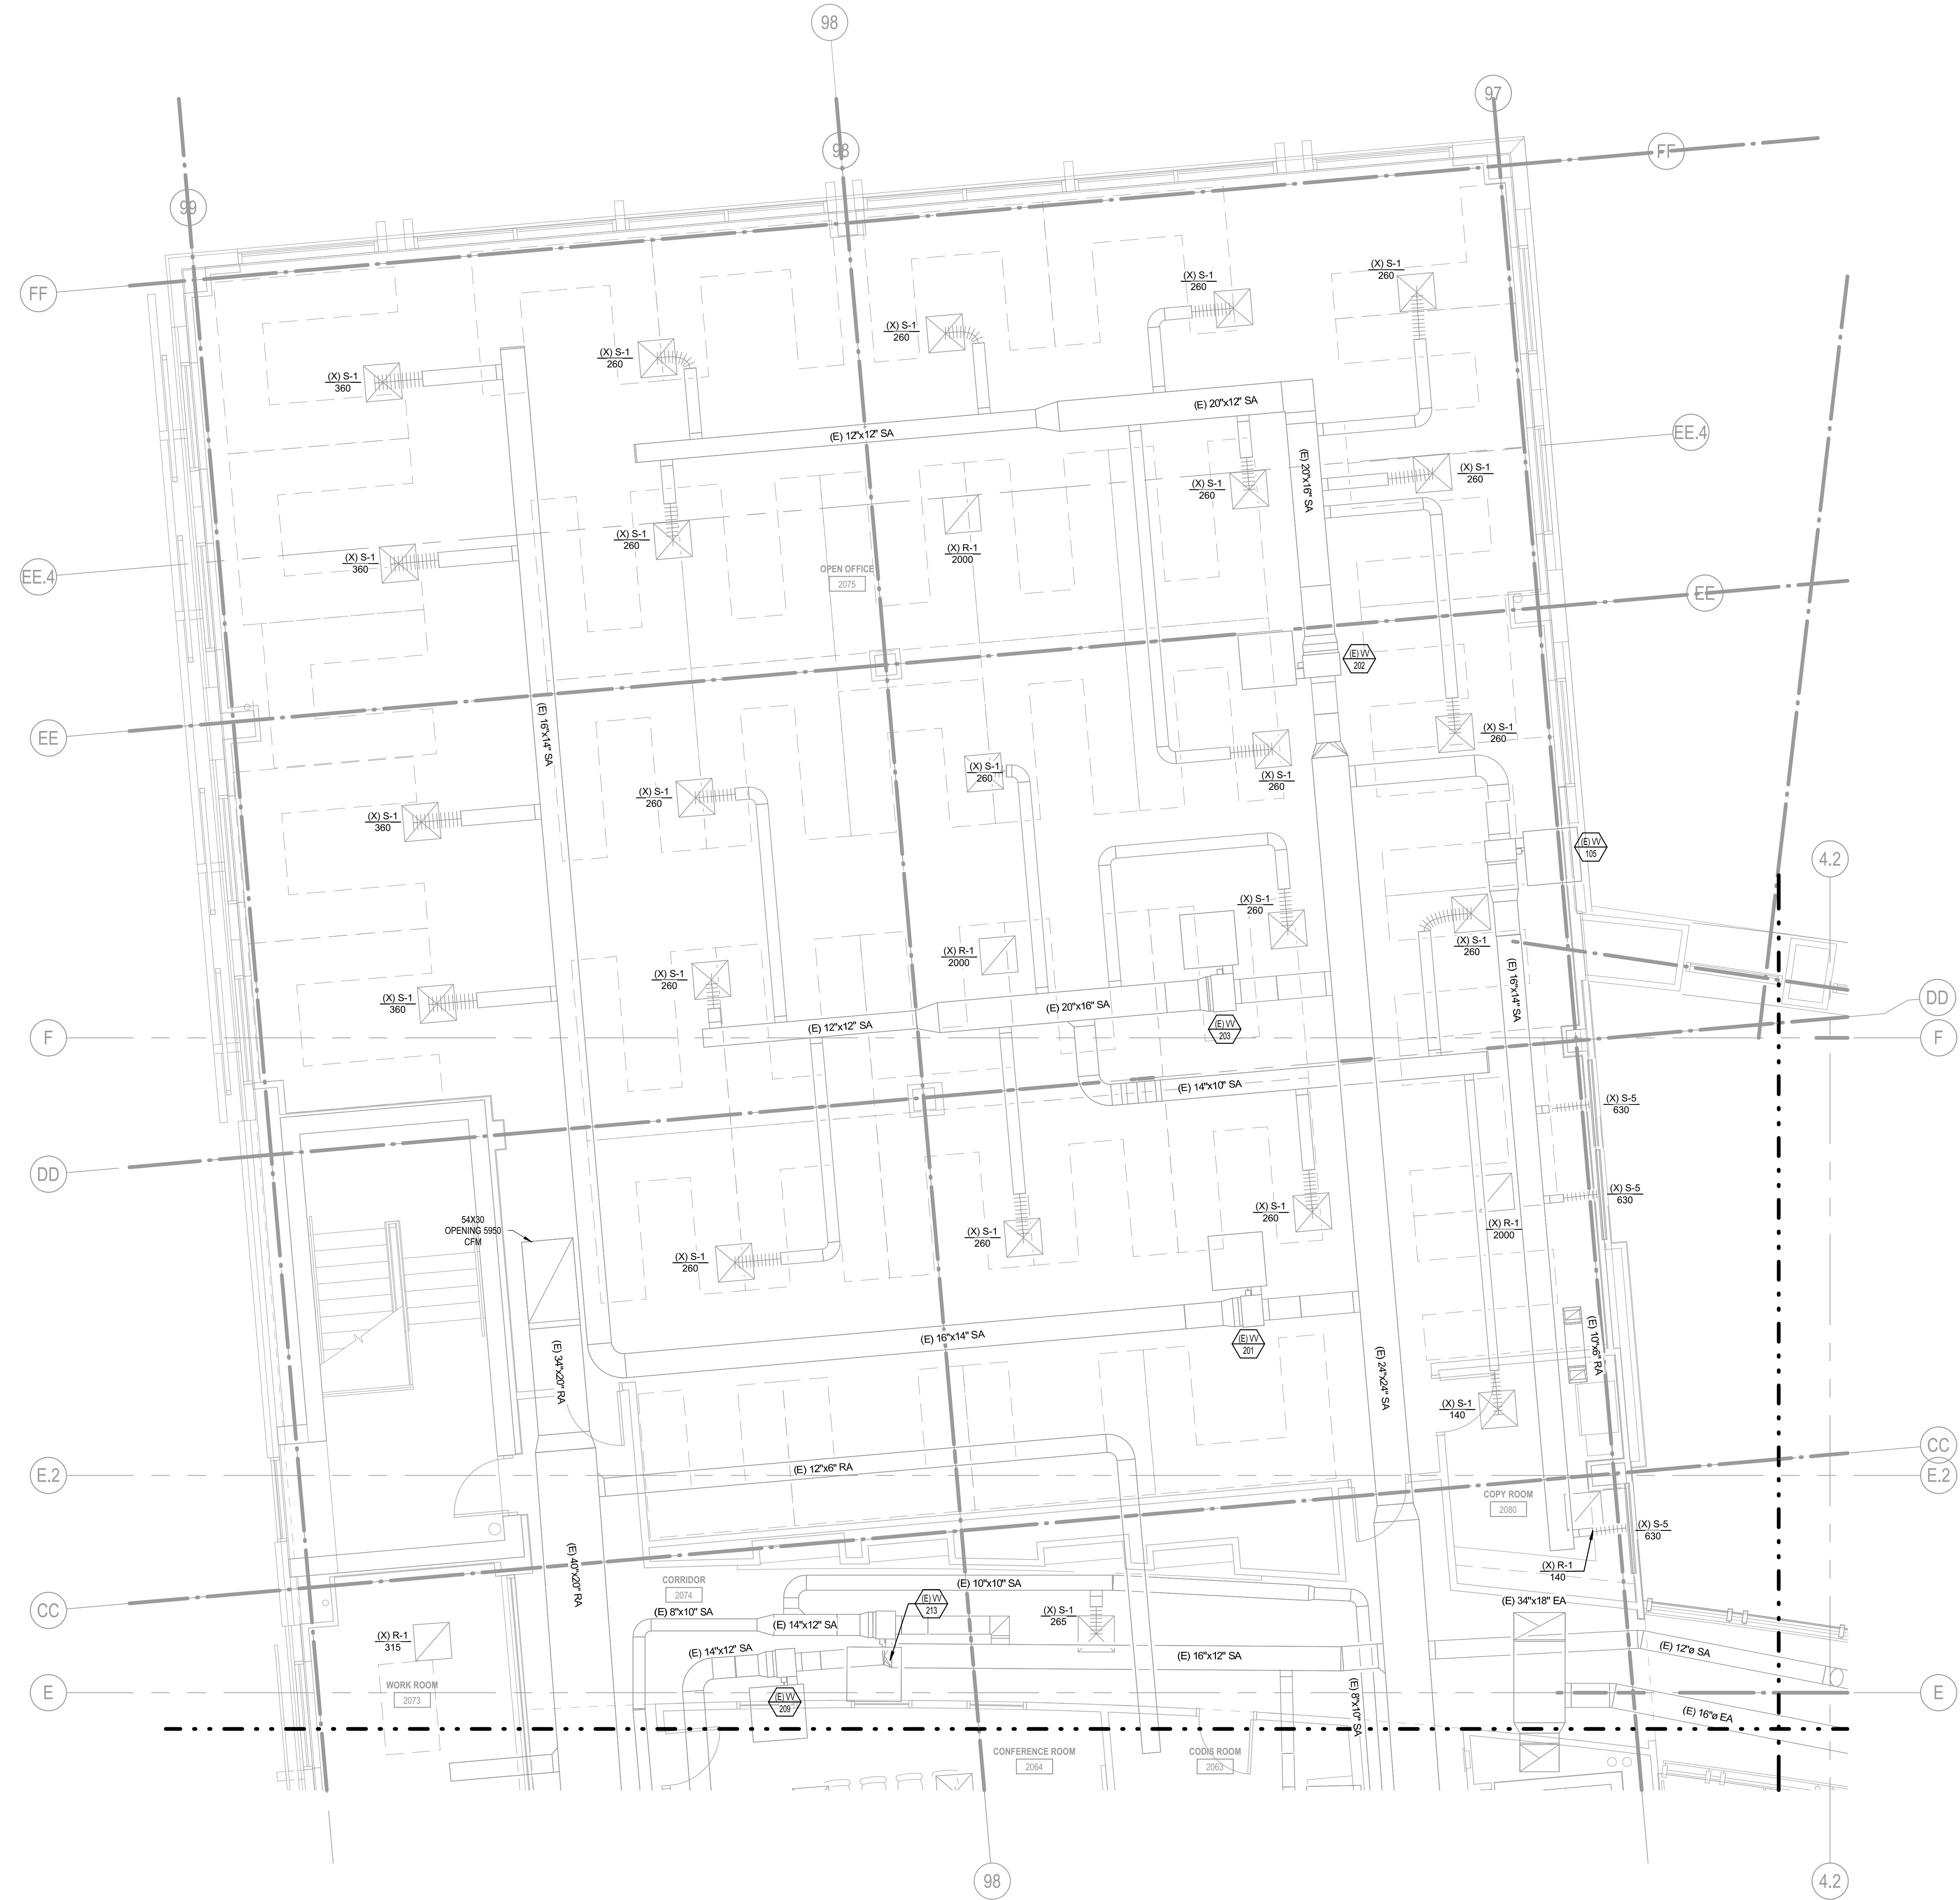 98
97
98
FF
99
FF
(X) S-1
260
(X) S-1
260
(X) S-1
260
(X) S-1
260
(X) S-1
360
(E) 20"x12" SA
(E) 12"x12" SA
EE.4
(E) 20"x16" SA
(X) S-1
260
(X) S-1
260
(X) S-1
260
(X) R-1
2000
(X) S-1
360
OPEN OFFICE
2075
EE.4
EE
(E) VV
202
(E) 16"x14" SA
EE
(X) S-1
260
(X) S-1
260
(X) S-1
260
(X) S-1
260
(X) S-1
360
(E) VV
105
4.2
(X) S-1
260
(X) S-1
260
(X) R-1
2000
(X) S-1
260
(X) S-1
360
(E) 16"x14" SA
DD
(E) 20"x16" SA
(E) 12"x12" SA
(E) VV
203
F
F
(E) 14"x10" SA
(X) S-5
630
DD
(X) S-5
630
(X) S-1
260
(X) S-1
260
(X) R-1
2000
54X30
OPENING 5950
CFM
(X) S-1
260
(E) 16"x14" SA
(E) VV
201
(E) 10"x6" RA
(E) 34"x20" RA
(E) 24"x24" SA
(X) S-1
140
CC
E.2
(E) 12"x6" RA
E.2
COPY ROOM
2080
(X) S-5
630
(X) R-1
140
(E) 40"x20" RA
CORRIDOR
2074
(E) 10"x10" SA
(E) VV
213
CC
(E) 8"x10" SA
(E) 14"x12" SA
(X) S-1
265
(E) 34"x18" EA
(X) R-1
315
(E) 14"x12" SA
(E) 16"x12" SA
(E) 12"ø SA
WORK ROOM
2073
E
E
(E) VV
209
(E) 8"x10" SA
(E) 16"ø EA
CONFERENCE ROOM
2064
CODIS ROOM
2063
98
4.2